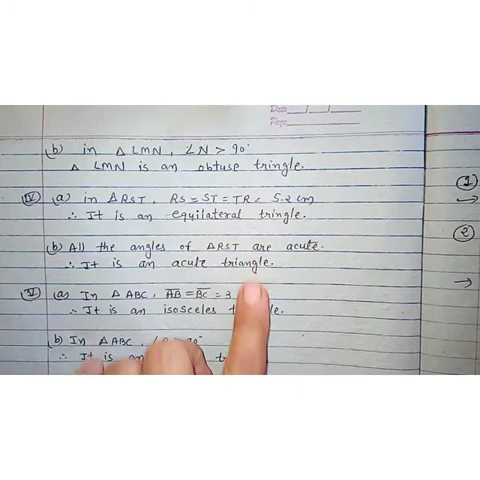 Date
Page
b) in △ LMN, ∠N > 90°
△ LMN is an obtuse tringle.
IV (a) in △RST, RS = ST = TR = 5.2 cm
∴ It is an equilateral tringle.
(b) All the angles of △RST are acute.
∴ It is an acute triangle.
V (a) In △ ABC, A̅B̅ = B̅C̅ = 3
∴ It is an isosceles
b) In △ABC,
∴ It is an
1
→
2
→